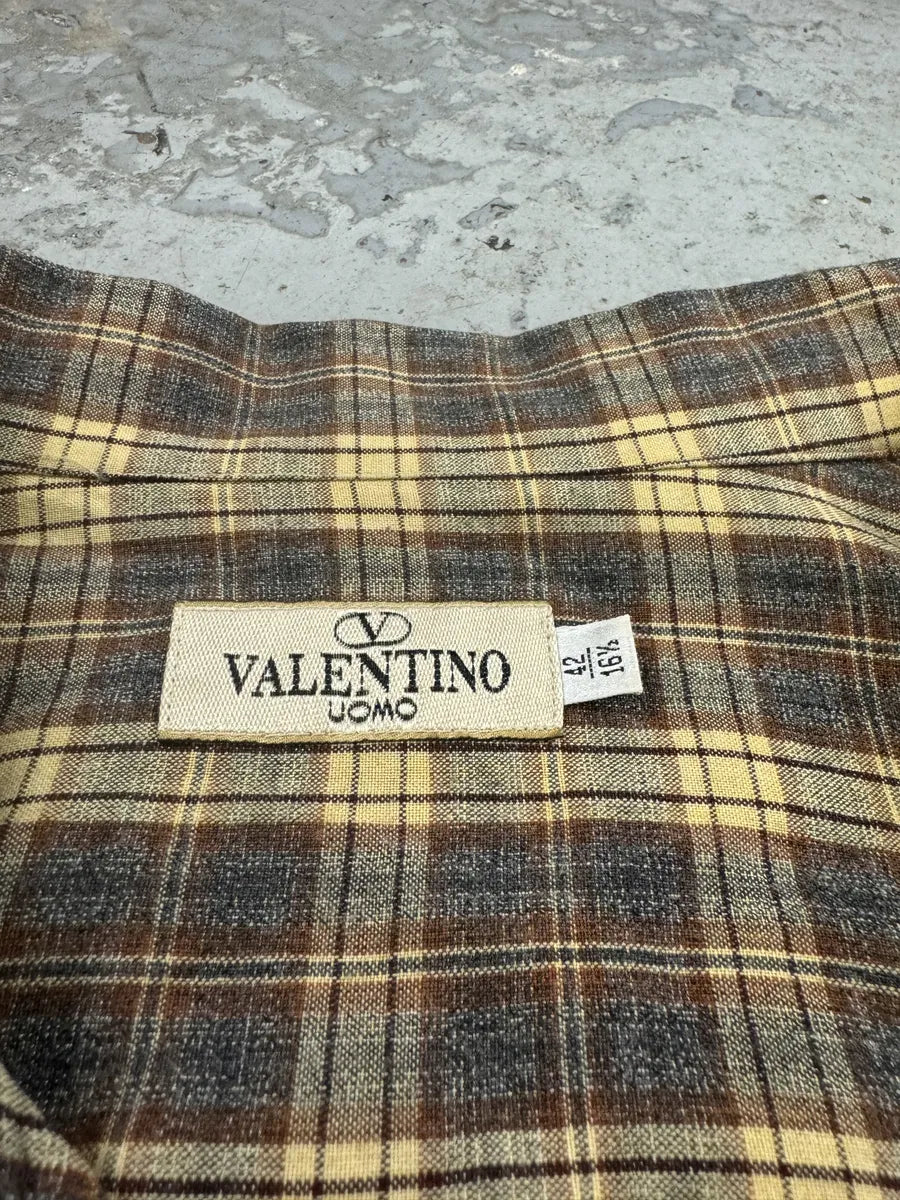 V
VALENTINO
UOMO
42
16½